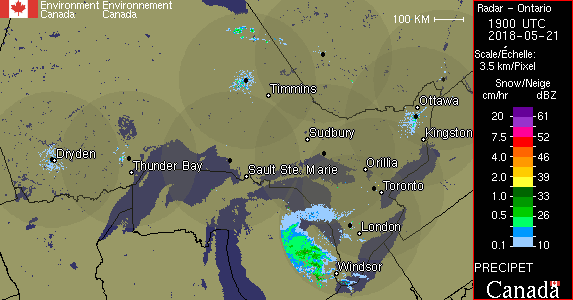 Environment Environnement
Canada Canada
100 KM
Timmins
Ottawa
Sudbury
Kingston
Dryden
Thunder Bay
Sault Ste. Marie
Orillia
Toronto
London
Windsor
Radar - Ontario
1900 UTC
2018-05-21
Scale/Échelle:
3.5 km/Pixel
Snow/Neige
cm/hr dBZ
20 61
7.5 52
4.0 46
2.0 39
1.0 33
0.5 26
0.1 10
PRECIPET
Canada